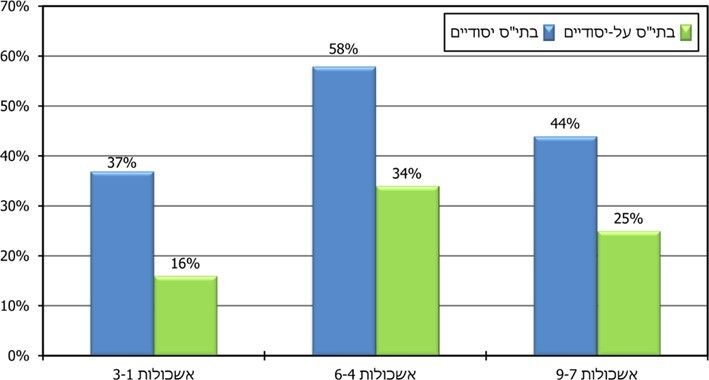 70%
60%
50%
40%
30%
20%
10%
0%
בתי"ס יסודיים
בתי"ס על-יסודיים
37%
16%
58%
34%
44%
25%
אשכולות 3-1
אשכולות 6-4
אשכולות 9-7